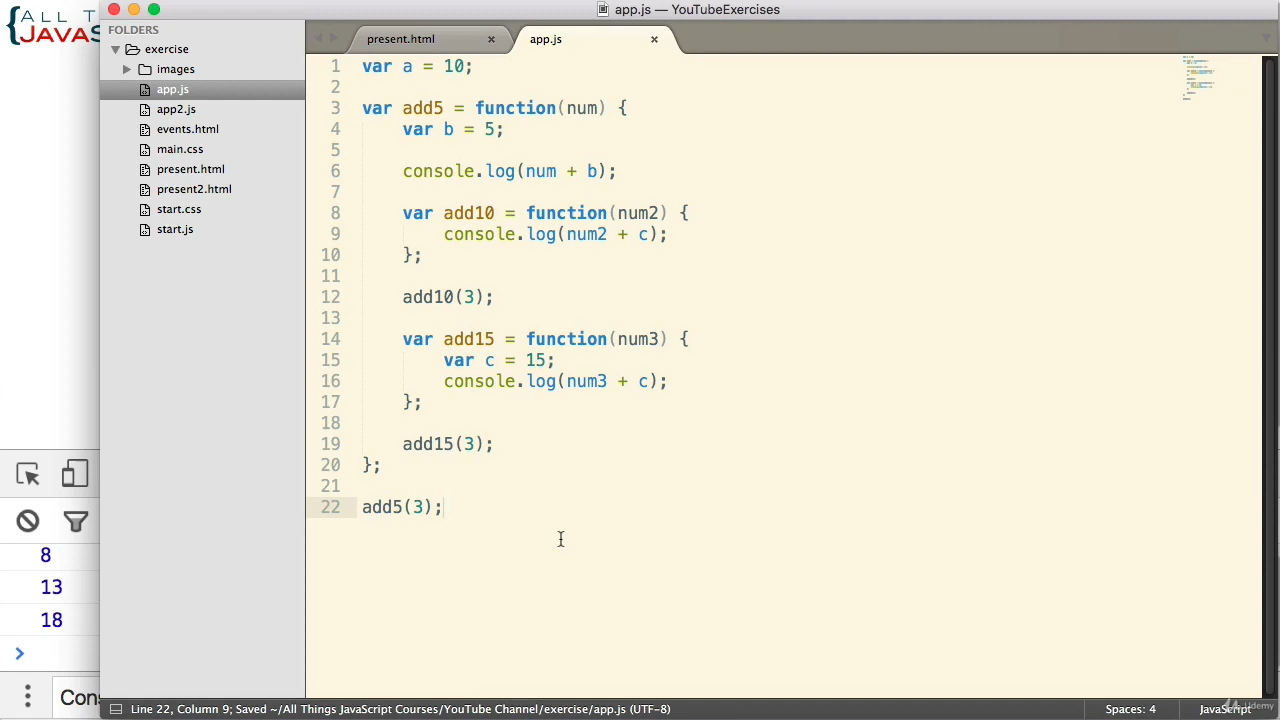 {ALL T
JAVAS
app.js — YouTubeExercises
FOLDERS
exercise
images
app.js
app2.js
events.html
main.css
present.html
present2.html
start.css
start.js
present.html × app.js ×
1 var a = 10;
2
3 var add5 = function(num) {
4 var b = 5;
5
6 console.log(num + b);
7
8 var add10 = function(num2) {
9 console.log(num2 + c);
10 };
11
12 add10(3);
13
14 var add15 = function(num3) {
15 var c = 15;
16 console.log(num3 + c);
17 };
18
19 add15(3);
20 };
21
22 add5(3);
8
13
18
>
Con
Line 22, Column 9; Saved ~/All Things JavaScript Courses/YouTube Channel/exercise/app.js (UTF-8)
Spaces: 4
JavaScript
Udemy